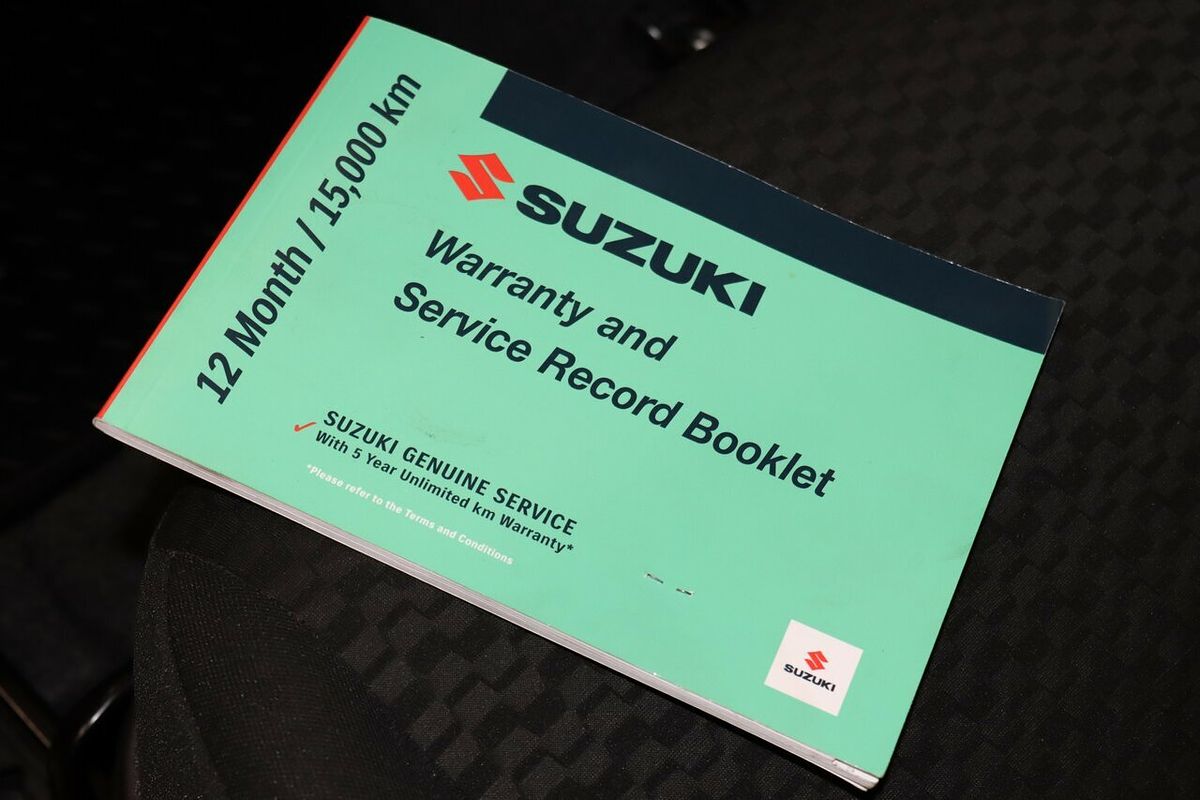 12 Month / 15,000 km
SUZUKI
Warranty and
Service Record Booklet
SUZUKI GENUINE SERVICE
With 5 Year Unlimited km Warranty*
*Please refer to the Terms and Conditions
SUZUKI